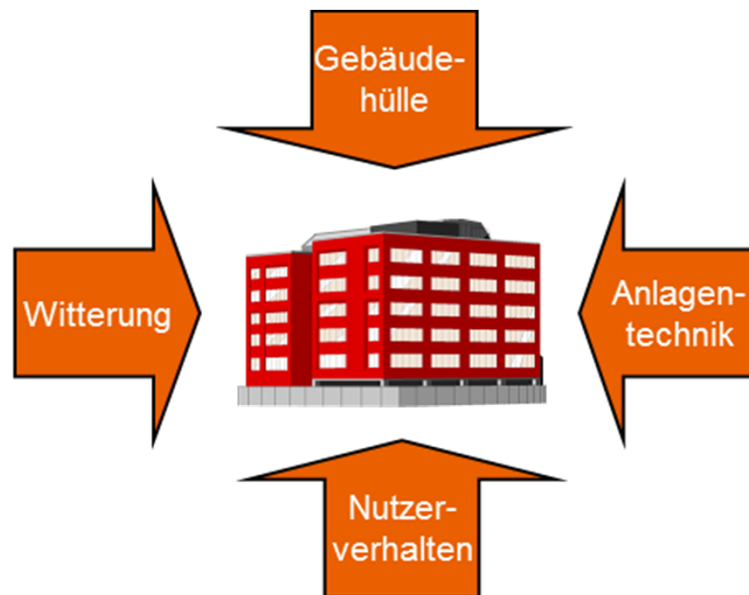 Gebäude-
hülle
Witterung
Anlagen-
technik
Nutzer-
verhalten